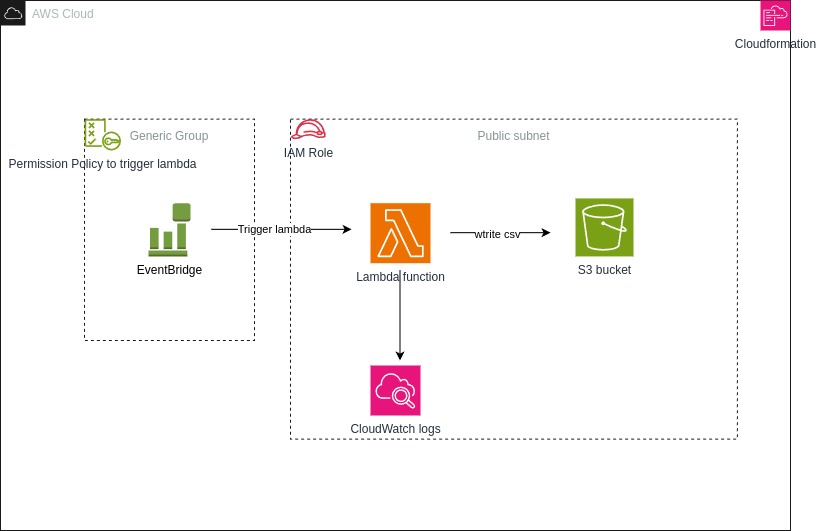 AWS Cloud
Cloudformation
Generic Group
Public subnet
IAM Role
Permission Policy to trigger lambda
Trigger lambda
wtrite csv
EventBridge
Lambda function
S3 bucket
CloudWatch logs